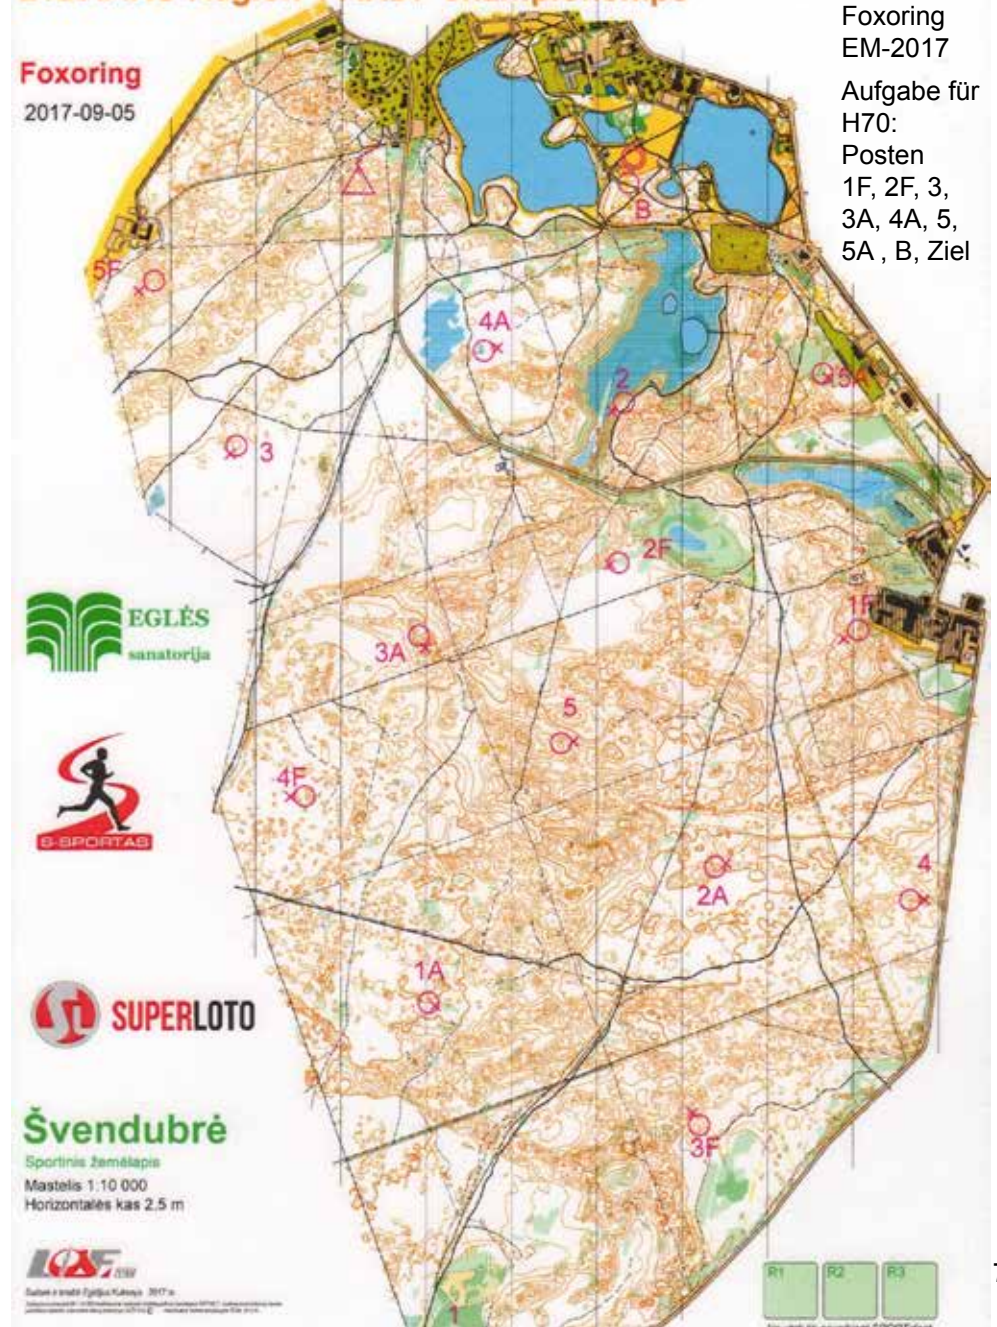 Foxoring
EM-2017
Aufgabe für
H70:
Posten
1F, 2F, 3,
3A, 4A, 5,
5A , B, Ziel
Foxoring
2017-09-05
B
5F
4A
2
5A
3
2F
1F
3A
5
4F
4
2A
1A
3F
1
EGLĖS
sanatorija
S-SPORTAS
SUPERLOTO
Švendubrė
Sportinis žemėlapis
Mastelis 1:10 000
Horizontalės kas 2,5 m
R1
R2
R3